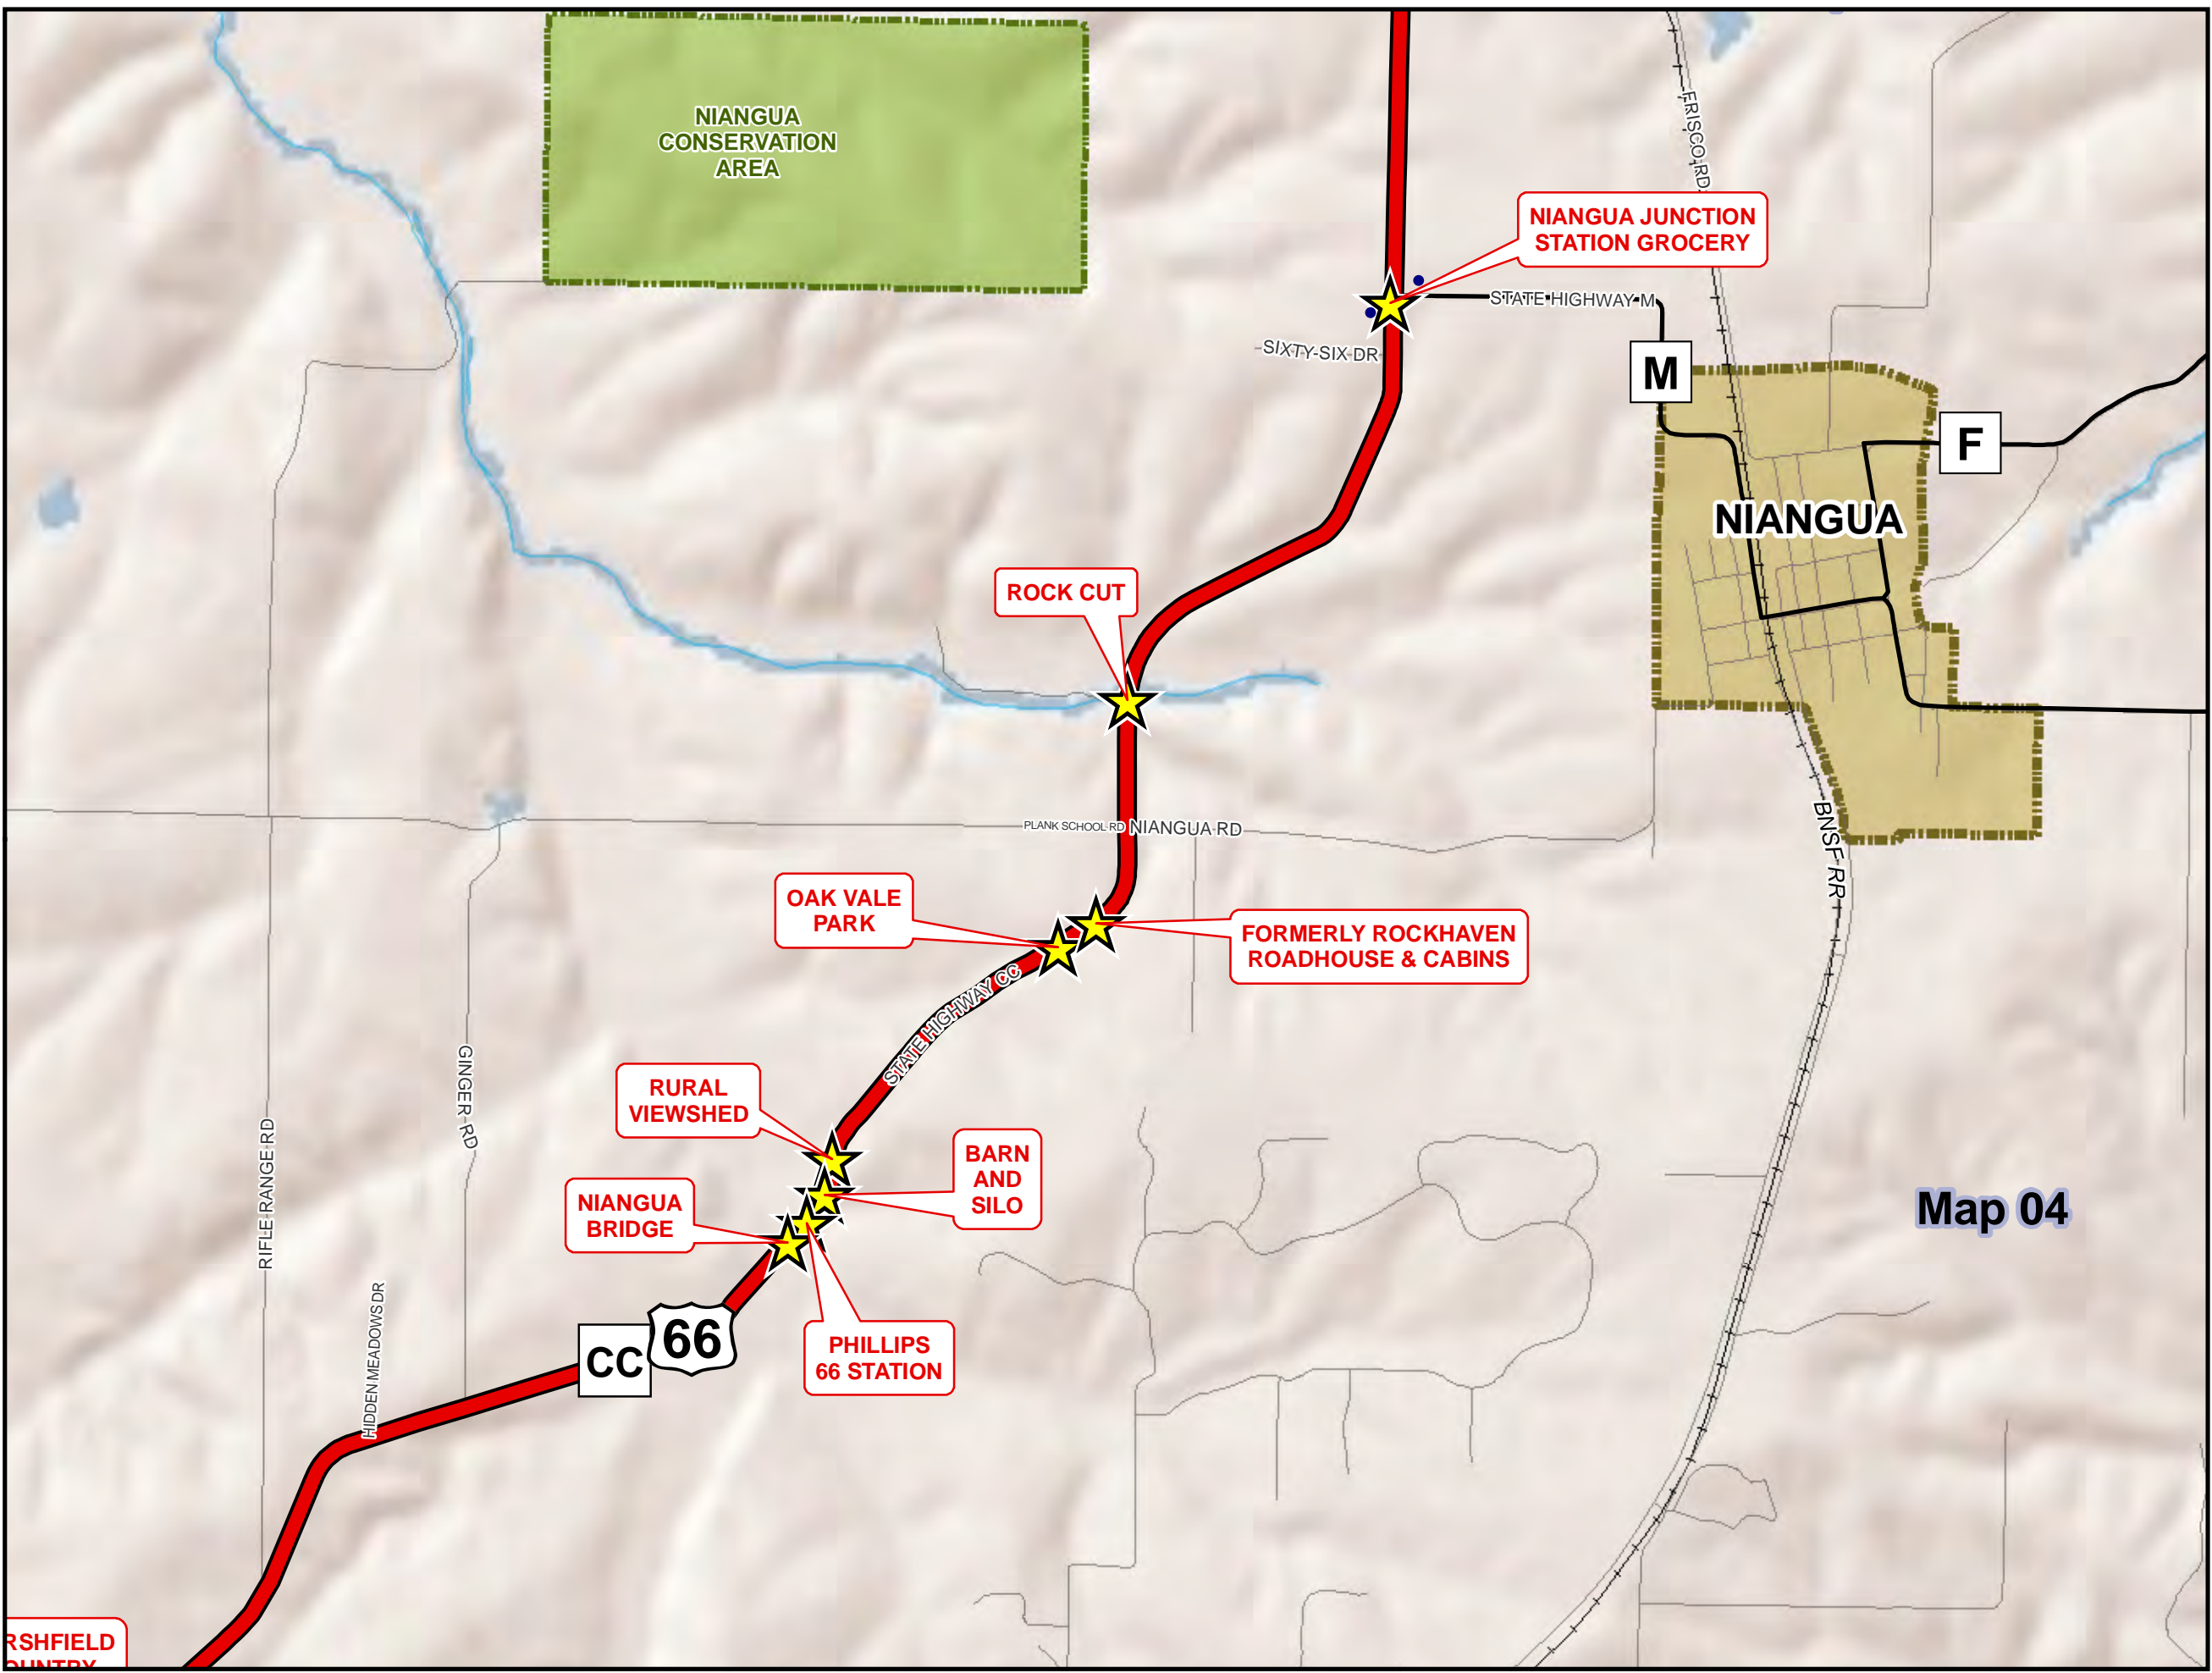 NIANGUA
CONSERVATION
AREA
FRISCO RD
NIANGUA JUNCTION
STATION GROCERY
STATE HIGHWAY M
SIXTY-SIX DR
M
F
NIANGUA
ROCK CUT
PLANK SCHOOL RD
NIANGUA RD
BNSF RR
OAK VALE
PARK
FORMERLY ROCKHAVEN
ROADHOUSE & CABINS
STATE HIGHWAY CC
GINGER RD
RURAL
VIEWSHED
RIFLE RANGE RD
BARN
AND
SILO
NIANGUA
BRIDGE
Map 04
HIDDEN MEADOWS DR
CC
66
PHILLIPS
66 STATION
RSHFIELD
OUNTRY